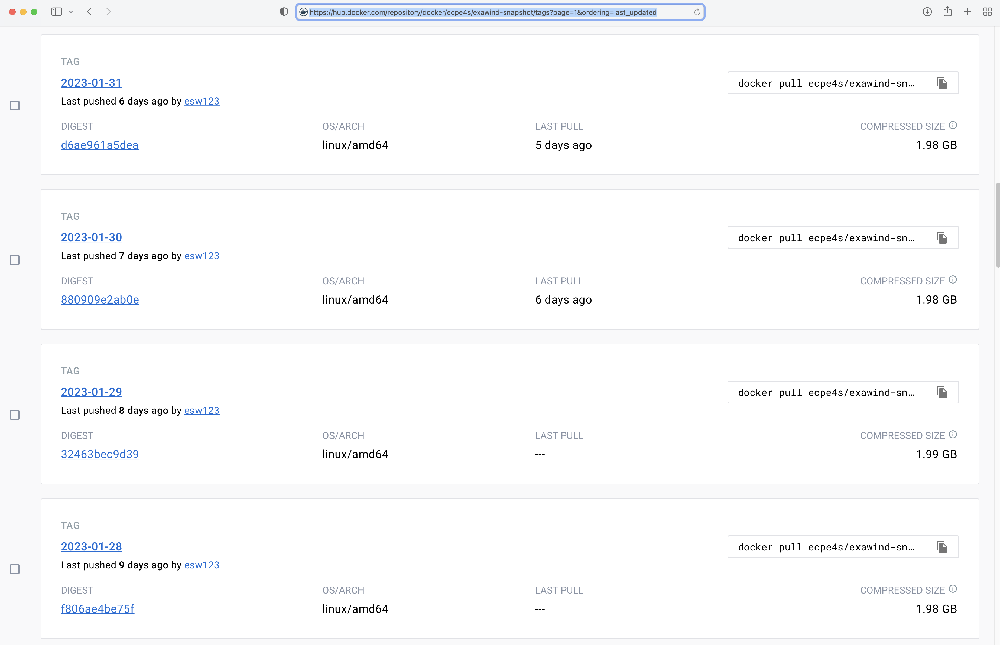 https://hub.docker.com/repository/docker/ecpe4s/exawind-snapshot/tags?page=1&ordering=last_updated
TAG
2023-01-31
docker pull ecpe4s/exawind-sn…
Last pushed 6 days ago by esw123
DIGEST OS/ARCH LAST PULL COMPRESSED SIZE
d6ae961a5dea linux/amd64 5 days ago 1.98 GB
TAG
2023-01-30
docker pull ecpe4s/exawind-sn…
Last pushed 7 days ago by esw123
DIGEST OS/ARCH LAST PULL COMPRESSED SIZE
880909e2ab0e linux/amd64 6 days ago 1.98 GB
TAG
2023-01-29
docker pull ecpe4s/exawind-sn…
Last pushed 8 days ago by esw123
DIGEST OS/ARCH LAST PULL COMPRESSED SIZE
32463bec9d39 linux/amd64 --- 1.99 GB
TAG
2023-01-28
docker pull ecpe4s/exawind-sn…
Last pushed 9 days ago by esw123
DIGEST OS/ARCH LAST PULL COMPRESSED SIZE
f806ae4be75f linux/amd64 --- 1.98 GB